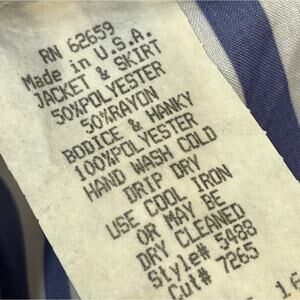 RN 62659
Made in U.S.A.
JACKET & SKIRT
50%POLYESTER
50%RAYON
BODICE & HANKY
100%POLYESTER
HAND WASH COLD
DRIP DRY
USE COOL IRON
OR MAY BE
DRY CLEANED
Style# 5488
Cut# 7265